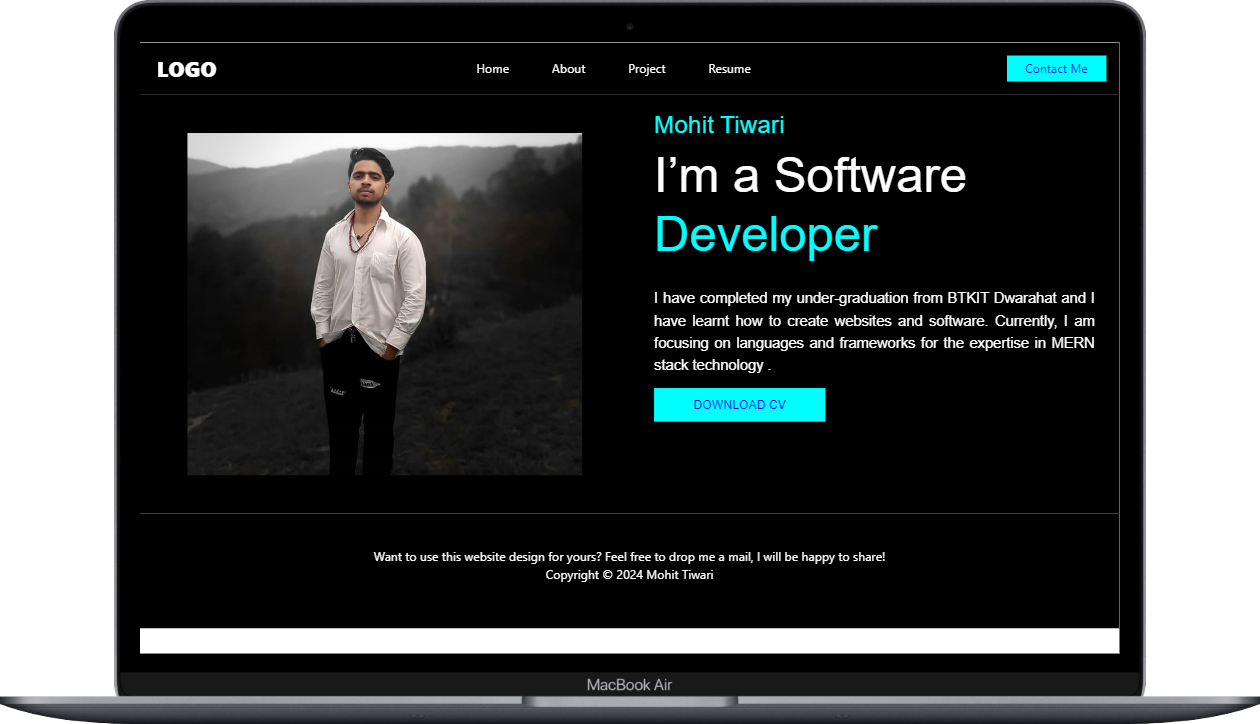 LOGO
Home About Project Resume
Contact Me
Mohit Tiwari
I’m a Software
Developer
I have completed my under-graduation from BTKIT Dwarahat and I
have learnt how to create websites and software. Currently, I am
focusing on languages and frameworks for the expertise in MERN
stack technology .
DOWNLOAD CV
Want to use this website design for yours? Feel free to drop me a mail, I will be happy to share!
Copyright © 2024 Mohit Tiwari
MacBook Air